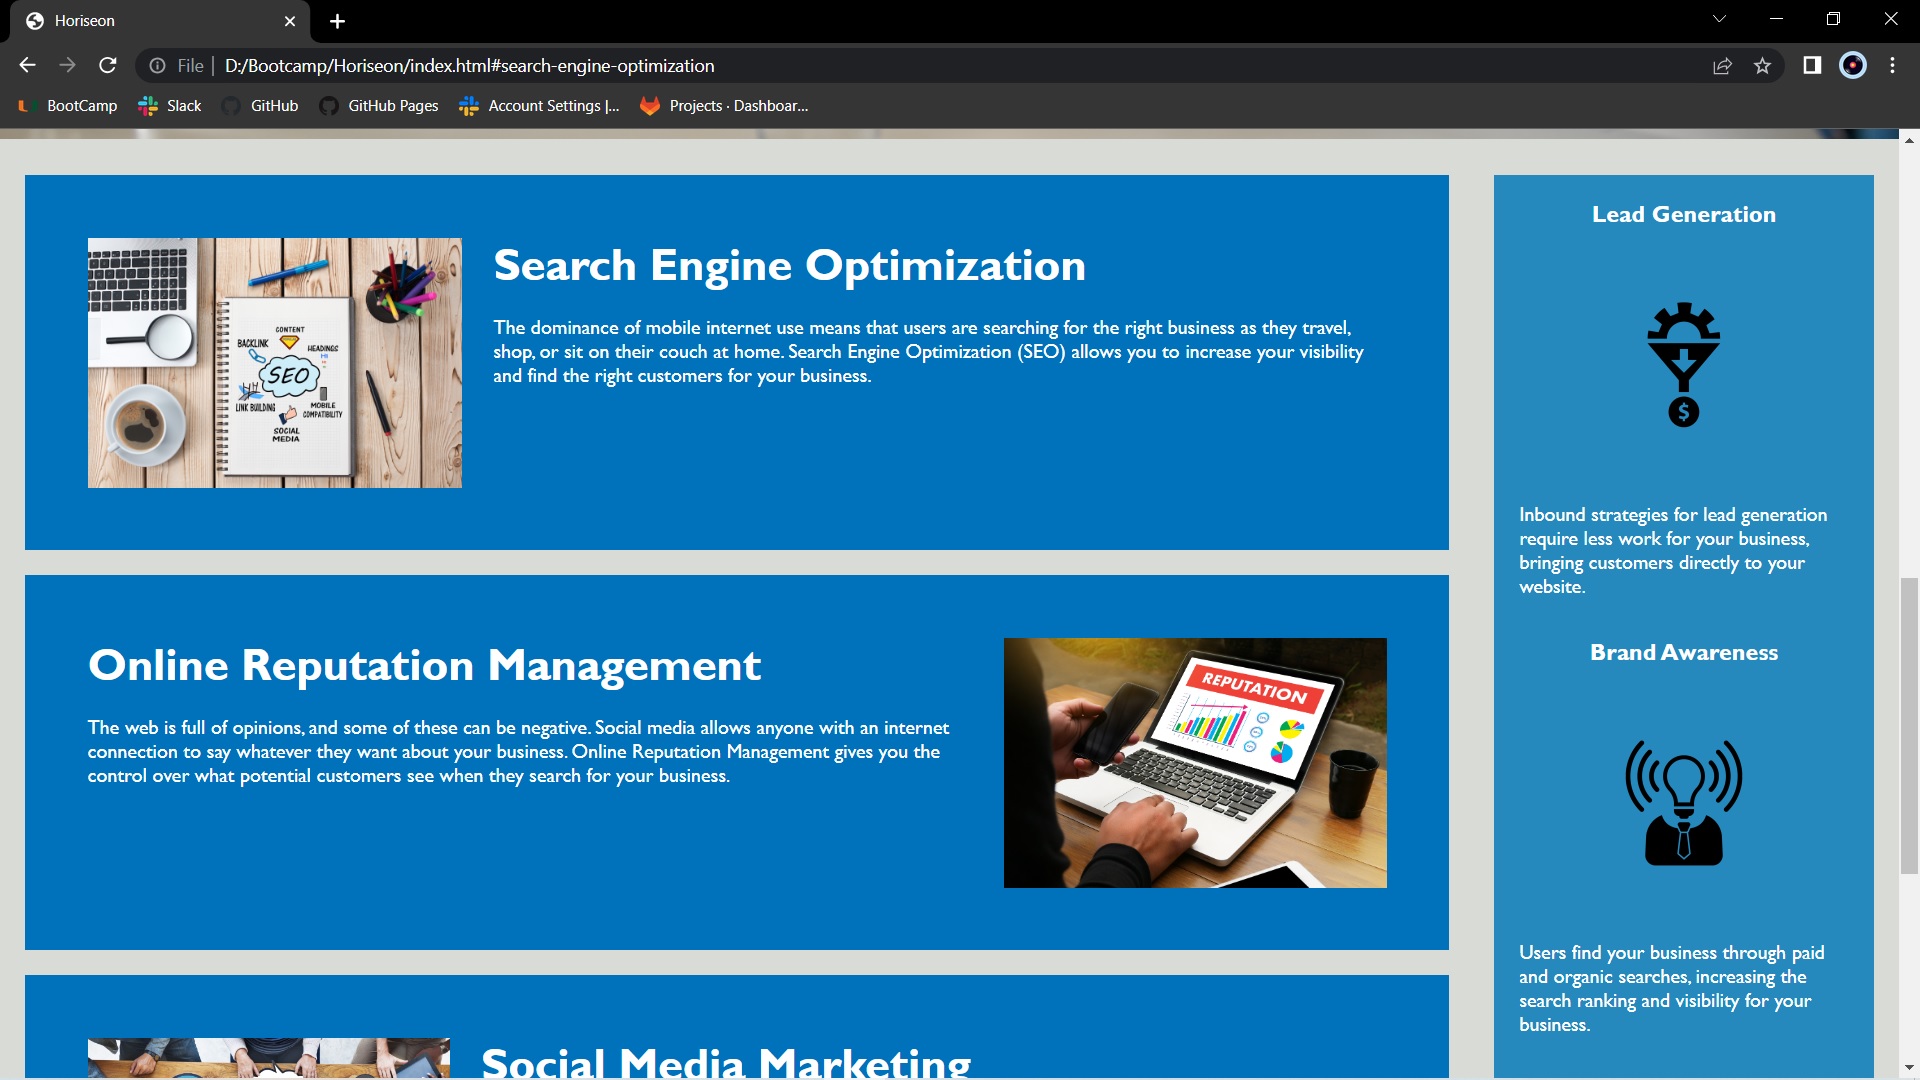 Horiseon
File
D:/Bootcamp/Horiseon/index.html#search-engine-optimization
BootCamp
Slack
GitHub
GitHub Pages
Account Settings |...
Projects · Dashboar...
Search Engine Optimization
The dominance of mobile internet use means that users are searching for the right business as they travel,
shop, or sit on their couch at home. Search Engine Optimization (SEO) allows you to increase your visibility
and find the right customers for your business.
CONTENT
BACKLINK
HEADINGS
H1
SEO
LINK BUILDING
MOBILE
COMPATIBILITY
SOCIAL
MEDIA
Online Reputation Management
The web is full of opinions, and some of these can be negative. Social media allows anyone with an internet
connection to say whatever they want about your business. Online Reputation Management gives you the
control over what potential customers see when they search for your business.
REPUTATION
Social Media Marketing
Lead Generation
$
Inbound strategies for lead generation
require less work for your business,
bringing customers directly to your
website.
Brand Awareness
Users find your business through paid
and organic searches, increasing the
search ranking and visibility for your
business.